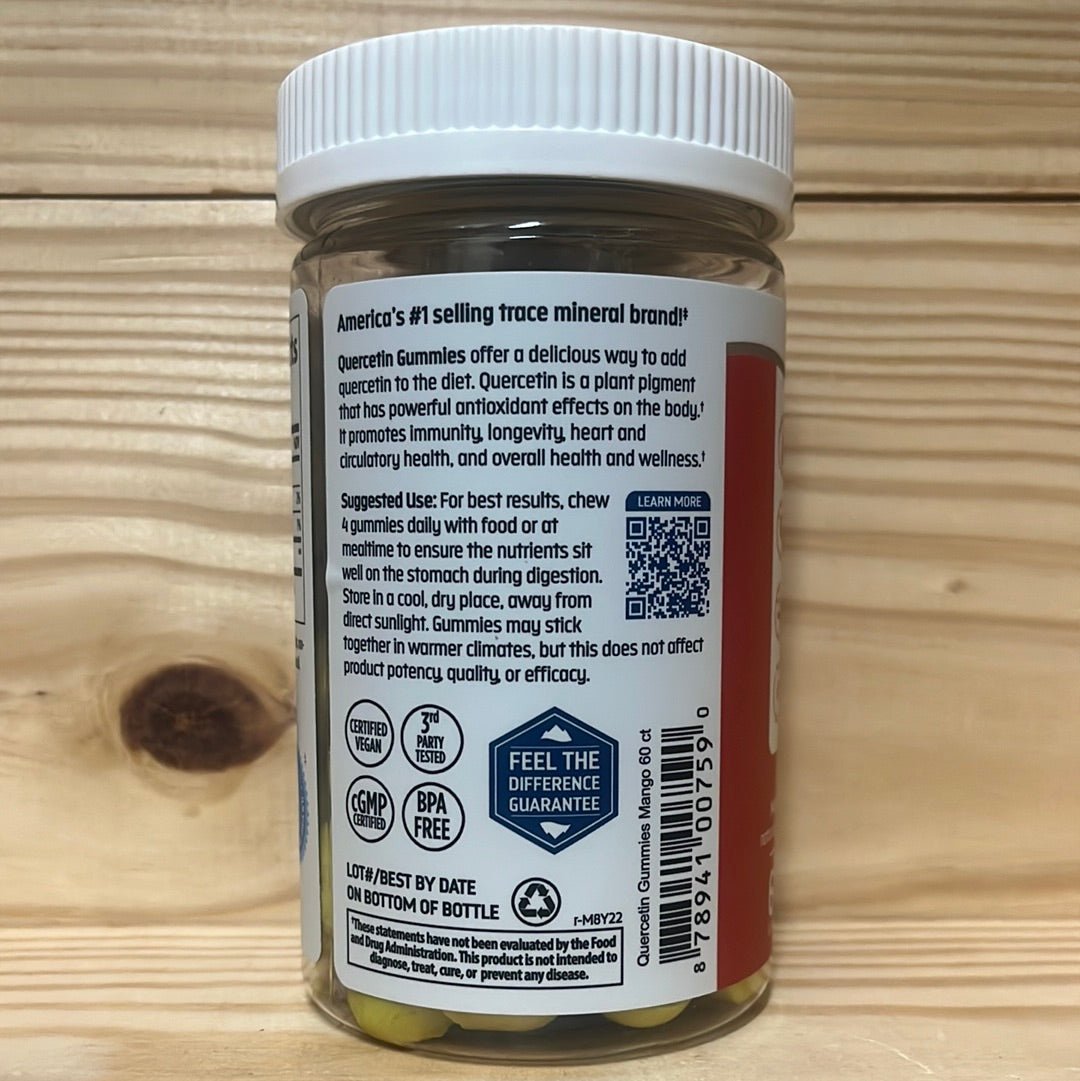 America's #1 selling trace mineral brand!‡
Quercetin Gummies offer a delicious way to add
quercetin to the diet. Quercetin is a plant pigment
that has powerful antioxidant effects on the body.†
It promotes immunity, longevity, heart and
circulatory health, and overall health and wellness.†
Suggested Use: For best results, chew
4 gummies daily with food or at
mealtime to ensure the nutrients sit
well on the stomach during digestion.
Store in a cool, dry place, away from
direct sunlight. Gummies may stick
together in warmer climates, but this does not affect
product potency, quality, or efficacy.
LEARN MORE
CERTIFIED
VEGAN
3rd
PARTY
TESTED
cGMP
CERTIFIED
BPA
FREE
FEEL THE
DIFFERENCE
GUARANTEE
LOT#/BEST BY DATE
ON BOTTOM OF BOTTLE
r-M8Y22
†These statements have not been evaluated by the Food
and Drug Administration. This product is not intended to
diagnose, treat, cure, or prevent any disease.
Quercetin Gummies Mango 60 ct
8 78941 00759 0